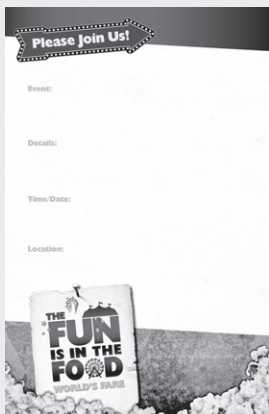 Please Join Us!
Event:
Details:
Time/Date:
Location:
THE
FUN
IS IN THE
FOOD
WORLD'S FARE